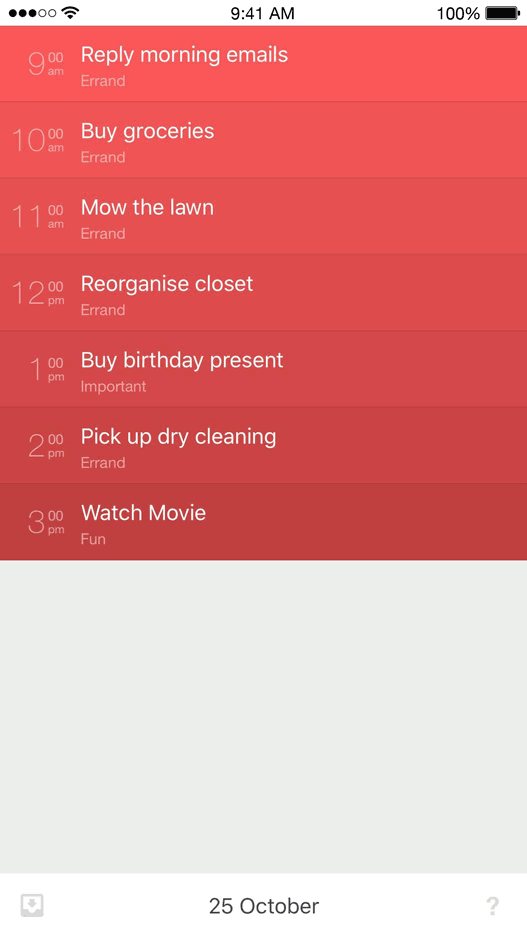 9:41 AM 100%
9 00 am Reply morning emails
Errand
10 00 am Buy groceries
Errand
11 00 am Mow the lawn
Errand
12 00 pm Reorganise closet
Errand
1 00 pm Buy birthday present
Important
2 00 pm Pick up dry cleaning
Errand
3 00 pm Watch Movie
Fun
25 October ?